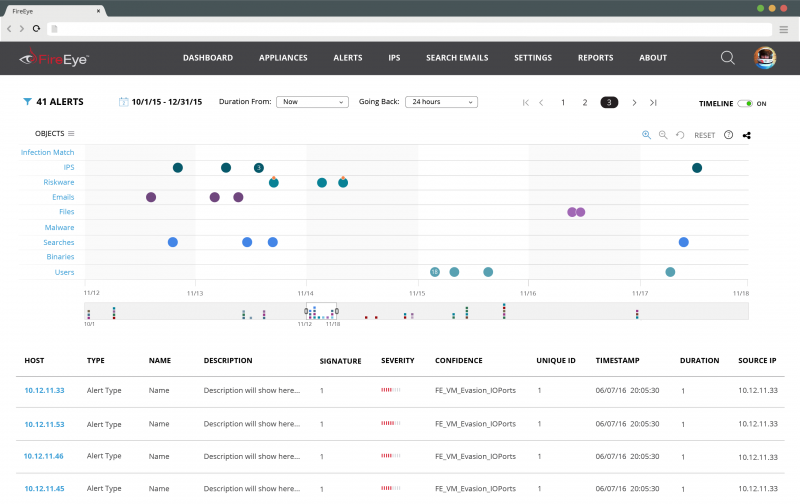 FireEye
FireEye™
DASHBOARD APPLIANCES ALERTS IPS SEARCH EMAILS SETTINGS REPORTS ABOUT
41 ALERTS 10/1/15 - 12/31/15 Duration From: Now Going Back: 24 hours 1 2 3 TIMELINE ON
OBJECTS RESET
Infection Match
IPS 3
Riskware
Emails
Files
Malware
Searches
Binaries
Users 18
11/12 11/13 11/14 11/15 11/16 11/17 11/18
10/1 11/12 11/18
HOST TYPE NAME DESCRIPTION SIGNATURE SEVERITY CONFIDENCE UNIQUE ID TIMESTAMP DURATION SOURCE IP
10.12.11.33 Alert Type Name Description will show here... 1 FE_VM_Evasion_IOPorts 1 06/07/16 20:05:30 1 10.12.11.33
10.12.11.53 Alert Type Name Description will show here... 1 FE_VM_Evasion_IOPorts 1 06/07/16 20:05:30 1 10.12.11.33
10.12.11.46 Alert Type Name Description will show here... 1 FE_VM_Evasion_IOPorts 1 06/07/16 20:05:30 1 10.12.11.33
10.12.11.45 Alert Type Name Description will show here... 1 FE_VM_Evasion_IOPorts 1 06/07/16 20:05:30 1 10.12.11.33